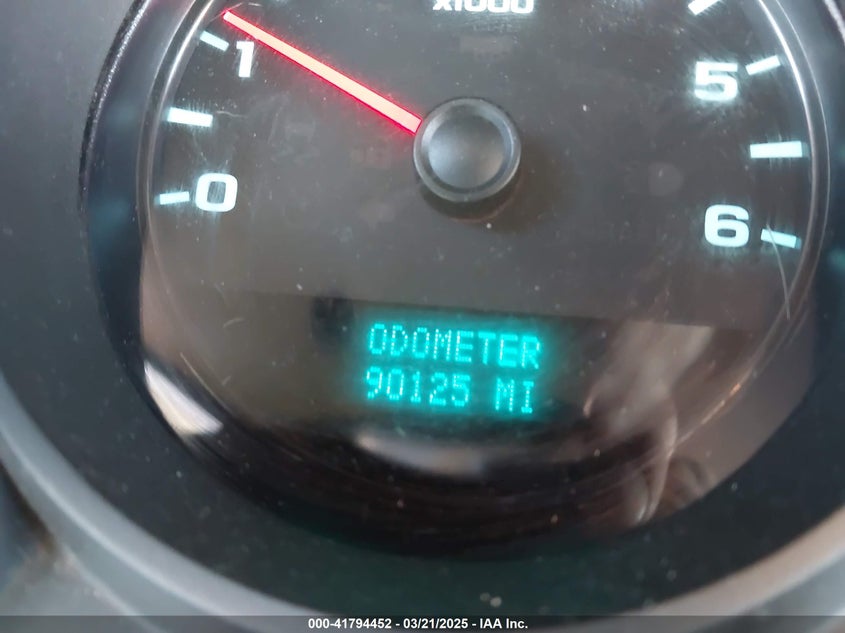 x1000
1
5
0
6
ODOMETER
90125 MI
000-41794452 - 03/21/2025 - IAA Inc.